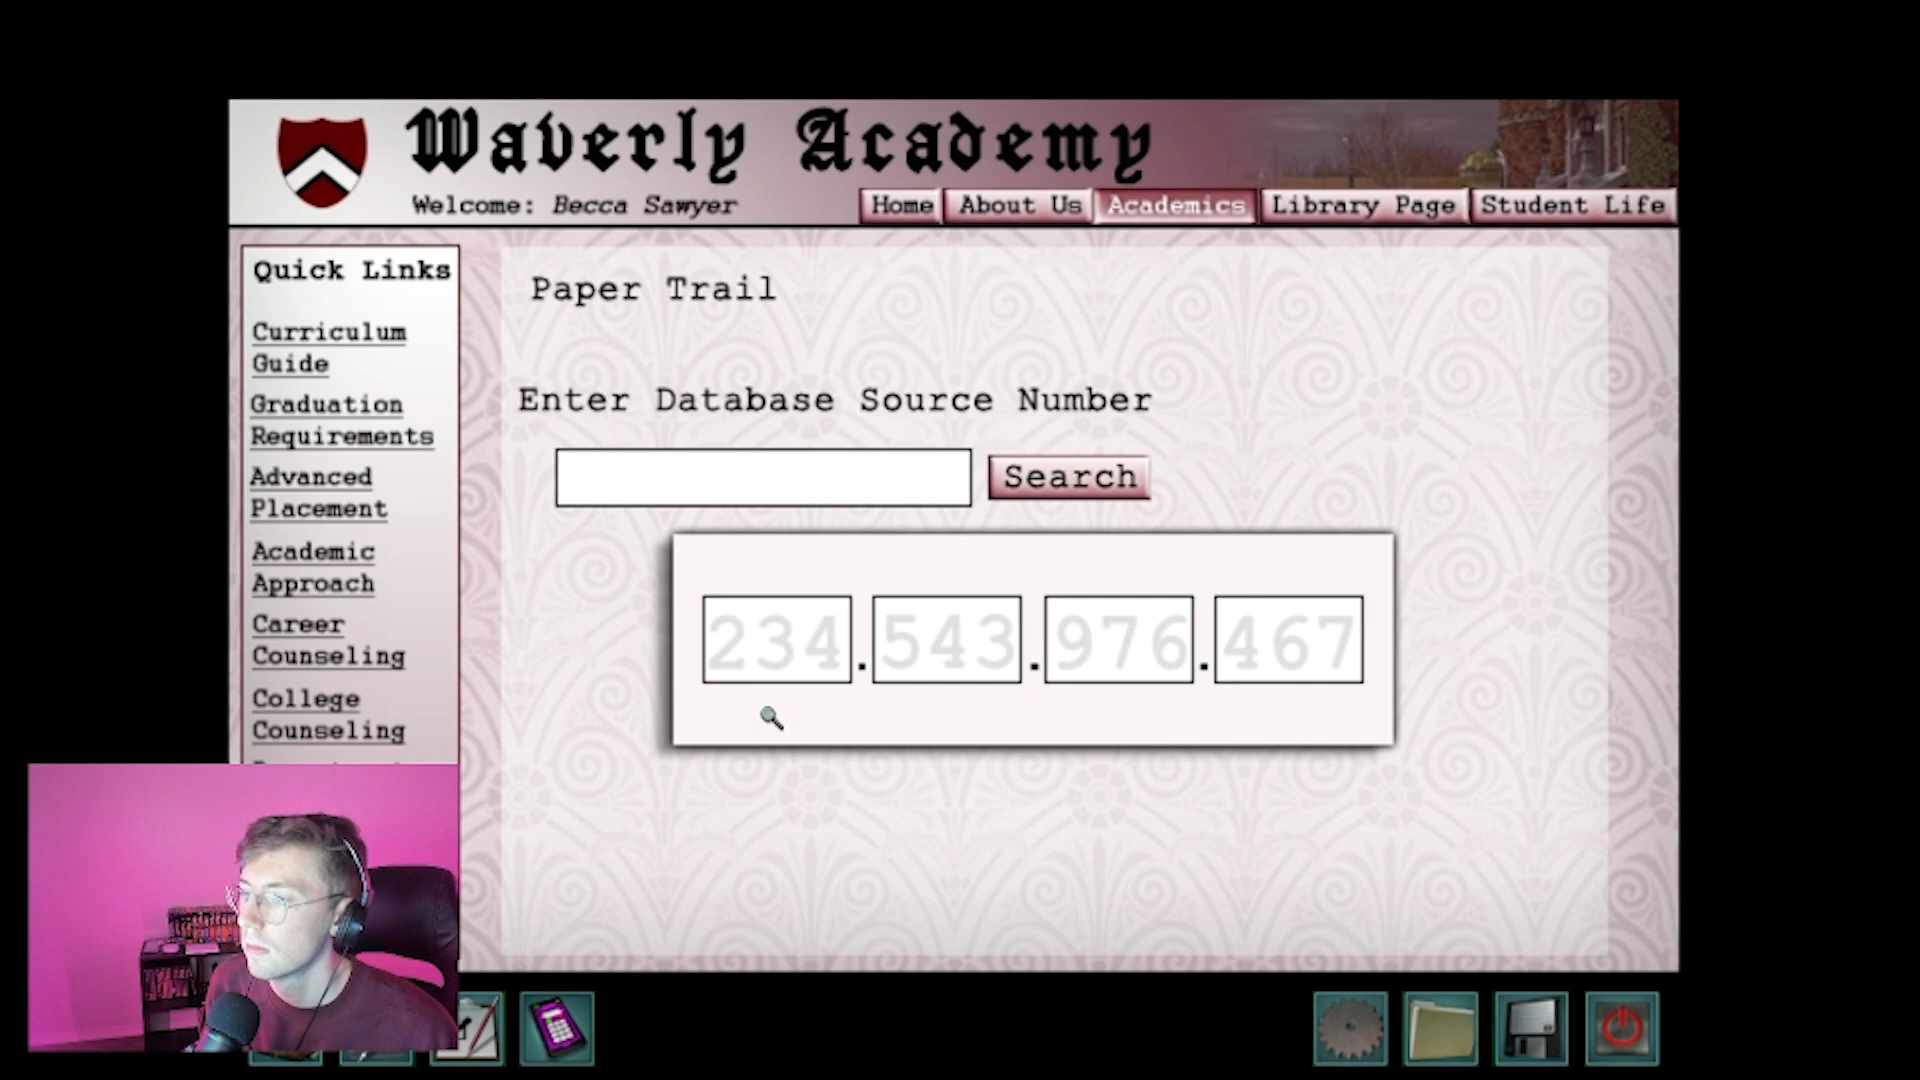 Waverly Academy
Welcome: Becca Sawyer
Home
About Us
Academics
Library Page
Student Life
Quick Links
Curriculum
Guide
Graduation
Requirements
Advanced
Placement
Academic
Approach
Career
Counseling
College
Counseling
Paper Trail
Enter Database Source Number
Search
234.543.976.467